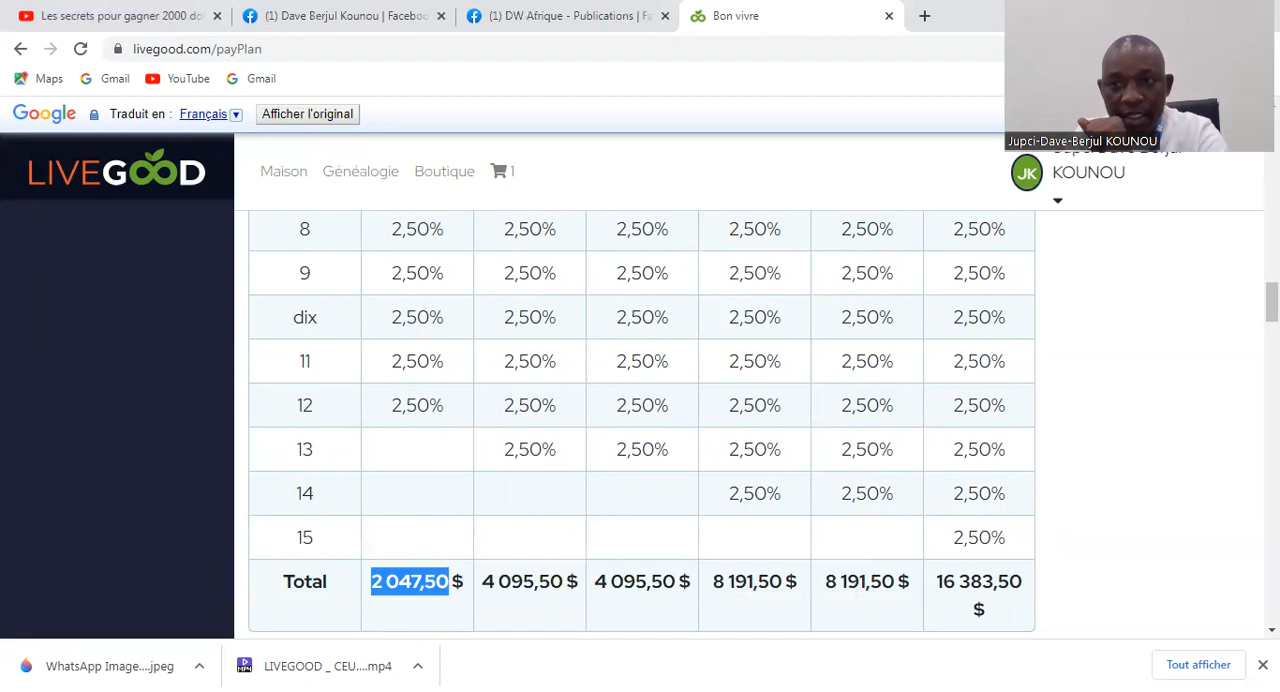 Les secrets pour gagner 2000 do
(1) Dave Berjul Kounou | Faceboo
(1) DW Afrique - Publications | Fa
Bon vivre
livegood.com/payPlan
Maps
Gmail
YouTube
Gmail
Google
Traduit en :
Français
Afficher l'original
Jupci-Dave-Berjul KOUNOU
LIVEGOOD
Maison
Généalogie
Boutique
1
JK
KOUNOU
8 2,50% 2,50% 2,50% 2,50% 2,50% 2,50%
9 2,50% 2,50% 2,50% 2,50% 2,50% 2,50%
dix 2,50% 2,50% 2,50% 2,50% 2,50% 2,50%
11 2,50% 2,50% 2,50% 2,50% 2,50% 2,50%
12 2,50% 2,50% 2,50% 2,50% 2,50% 2,50%
13 2,50% 2,50% 2,50% 2,50% 2,50%
14 2,50% 2,50% 2,50%
15 2,50%
Total 2 047,50 $ 4 095,50 $ 4 095,50 $ 8 191,50 $ 8 191,50 $ 16 383,50
$
WhatsApp Image....jpeg
LIVEGOOD _ CEU....mp4
Tout afficher